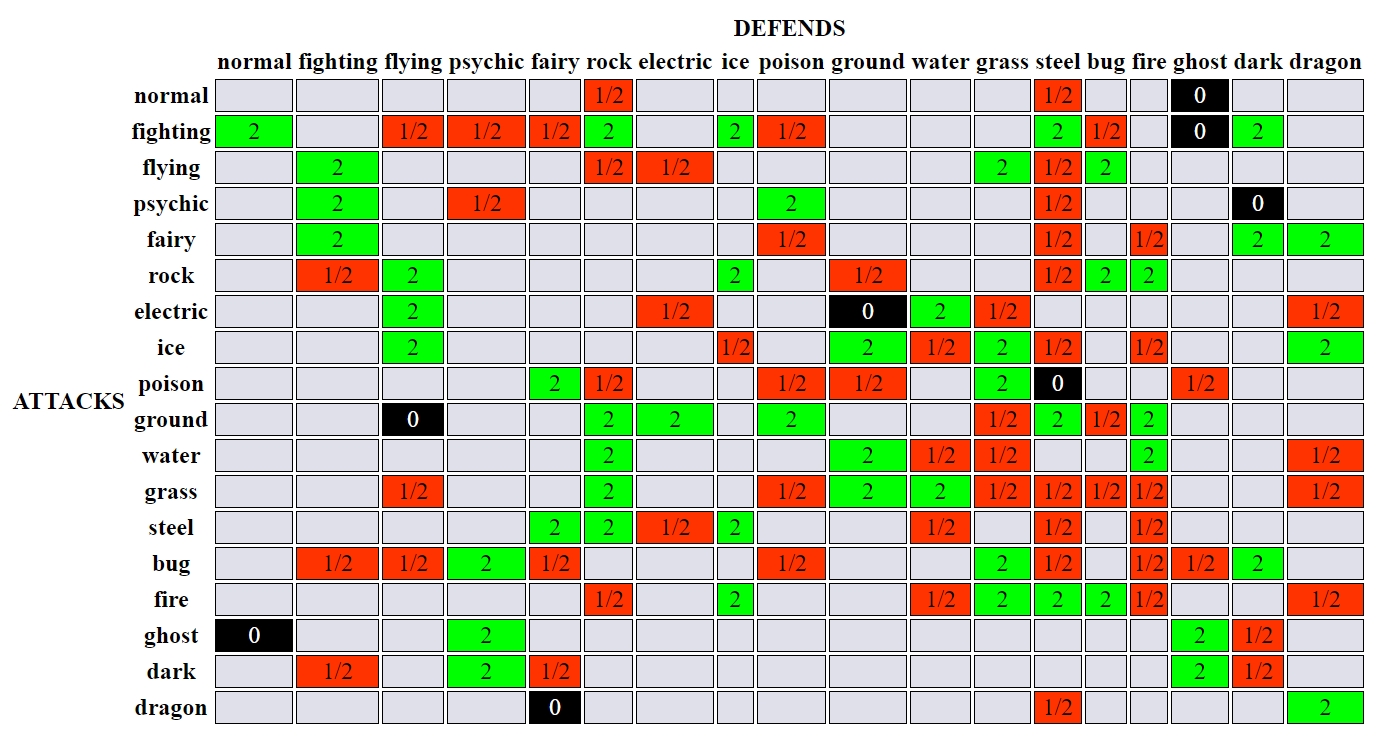 DEFENDS
normal fighting flying psychic fairy rock electric ice poison ground water grass steel bug fire ghost dark dragon
normal 1/2 1/2 0
fighting 2 1/2 1/2 1/2 2 2 1/2 2 1/2 0 2
flying 2 1/2 1/2 2 1/2 2
psychic 2 1/2 2 1/2 0
fairy 2 1/2 1/2 1/2 2 2
rock 1/2 2 2 1/2 1/2 2 2
electric 2 1/2 0 2 1/2 1/2
ice 2 1/2 2 1/2 2 1/2 1/2 2
poison 2 1/2 1/2 1/2 2 0 1/2
ATTACKS
ground 0 2 2 2 1/2 2 1/2 2
water 2 2 1/2 1/2 2 1/2
grass 1/2 2 1/2 2 2 1/2 1/2 1/2 1/2 1/2
steel 2 2 1/2 2 1/2 1/2 1/2
bug 1/2 1/2 2 1/2 1/2 2 1/2 1/2 1/2 2
fire 1/2 2 1/2 2 2 2 1/2 1/2
ghost 0 2 2 1/2
dark 1/2 2 1/2 2 1/2
dragon 0 1/2 2